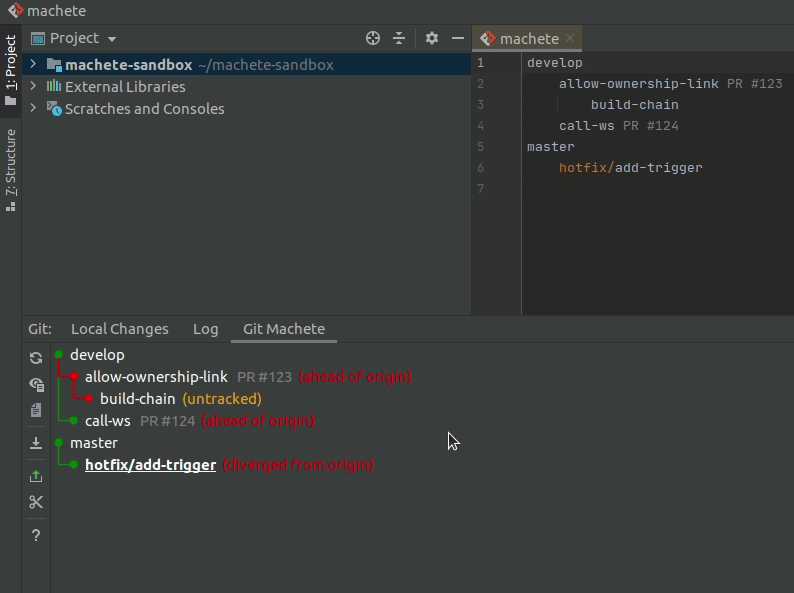 machete
1: Project
7: Structure
Project
machete-sandbox ~/machete-sandbox
External Libraries
Scratches and Consoles
machete
1 develop
2 allow-ownership-link PR #123
3 build-chain
4 call-ws PR #124
5 master
6 hotfix/add-trigger
7
Git: Local Changes Log Git Machete
develop
allow-ownership-link PR #123 (ahead of origin)
build-chain (untracked)
call-ws PR #124 (ahead of origin)
master
hotfix/add-trigger (diverged from origin)
?